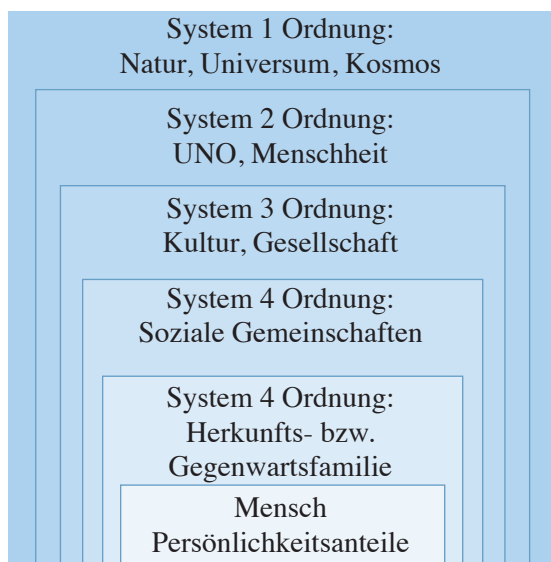 System 1 Ordnung:
Natur, Universum, Kosmos
System 2 Ordnung:
UNO, Menschheit
System 3 Ordnung:
Kultur, Gesellschaft
System 4 Ordnung:
Soziale Gemeinschaften
System 4 Ordnung:
Herkunfts- bzw.
Gegenwartsfamilie
Mensch
Persönlichkeitsanteile